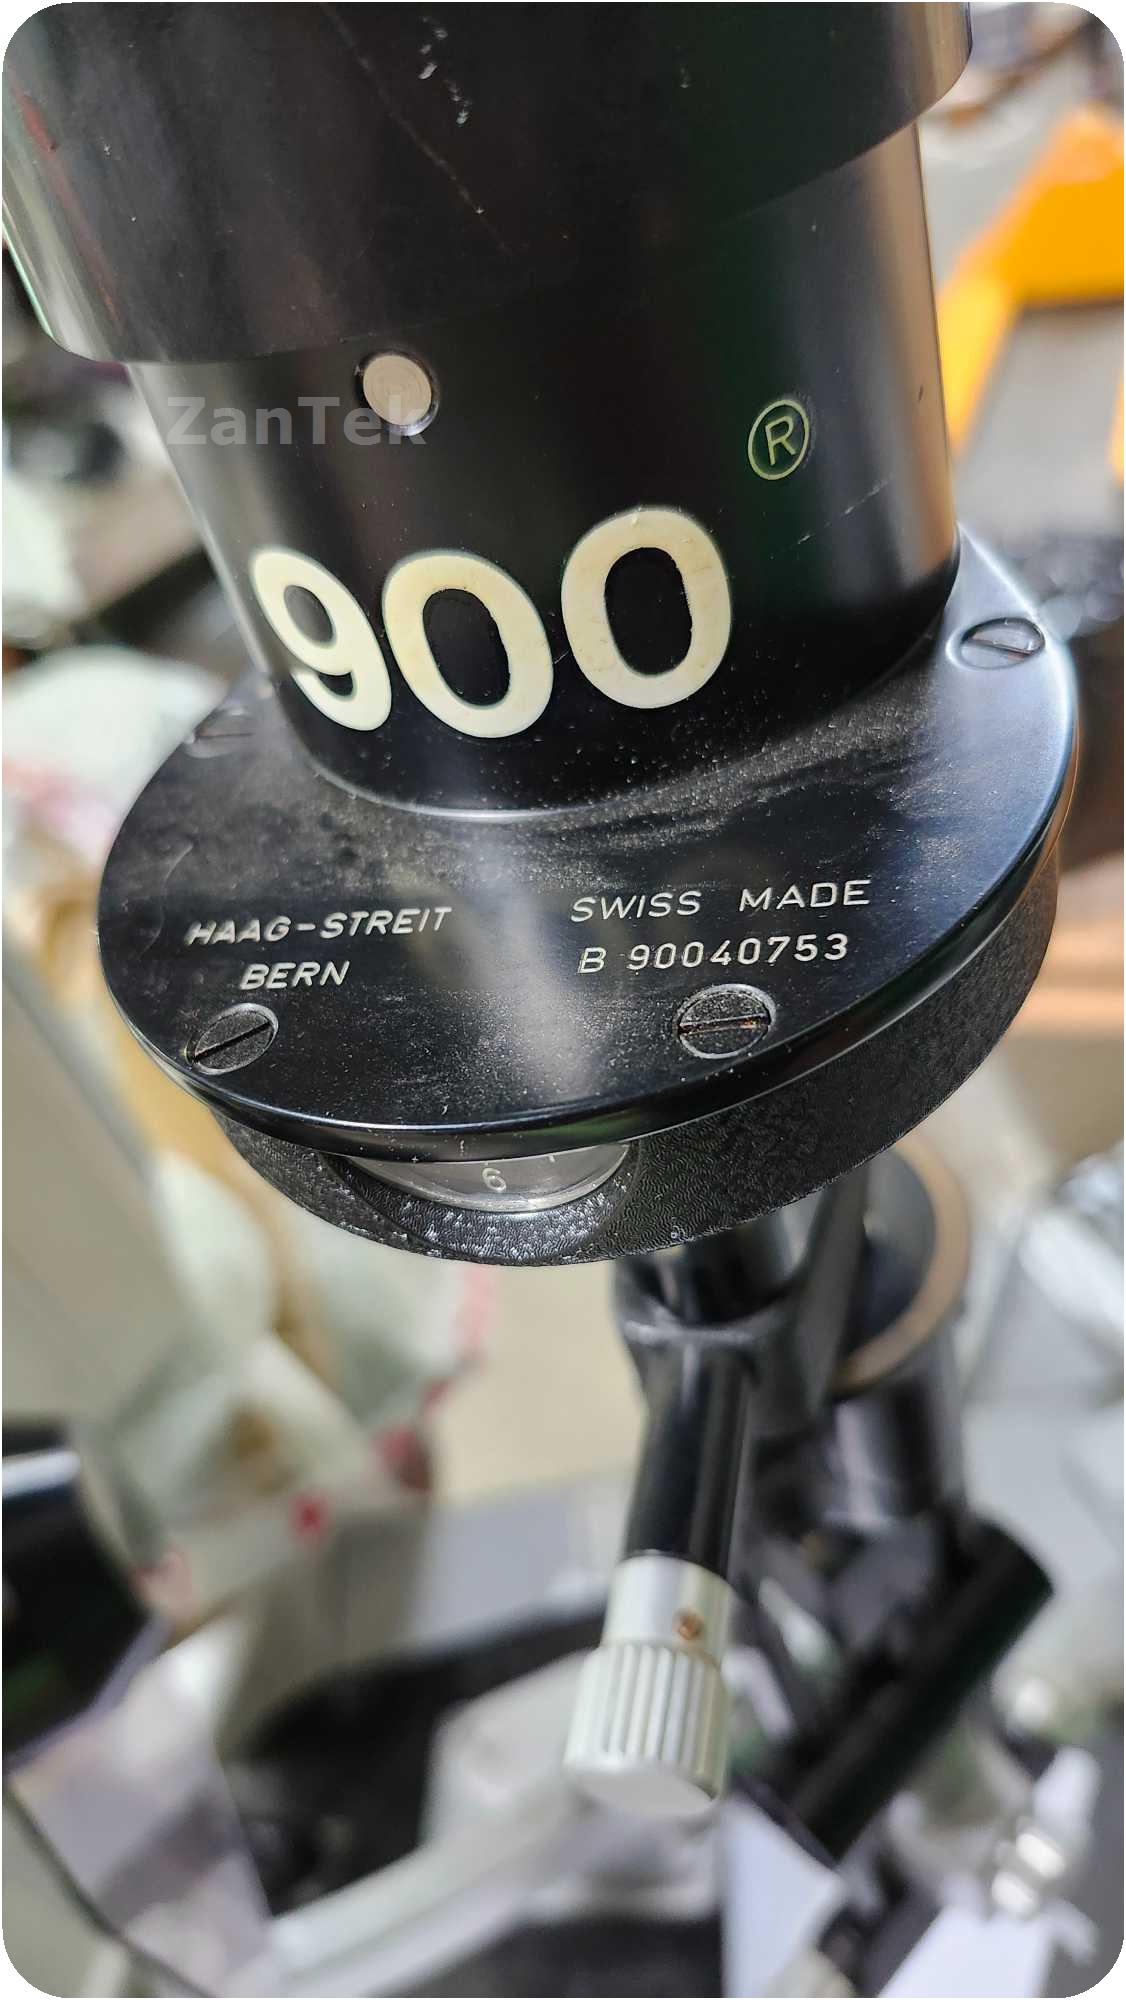 ZanTek
®
900
HAAG-STREIT
BERN
SWISS MADE
B 90040753
6